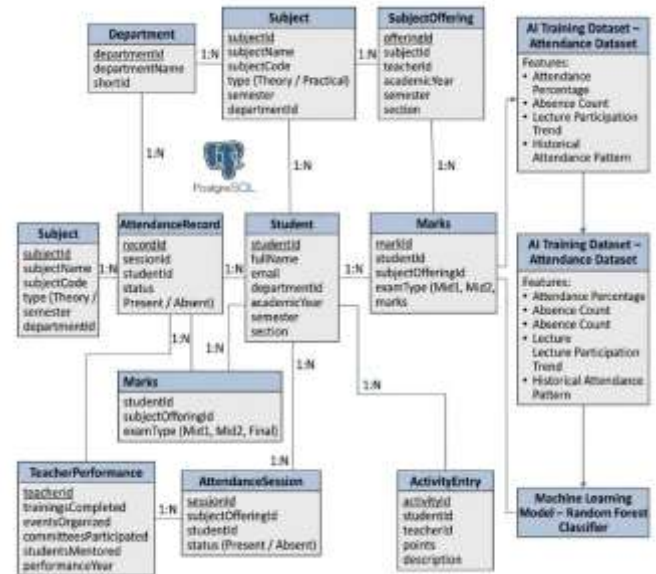 Department
departmentId
departmentName
shortId
1:N
Subject
subjectId
subjectName
subjectCode
type (Theory / Practical)
semester
departmentId
1:N
SubjectOffering
offeringId
subjectId
teacherId
academicYear
semester
section
AI Training Dataset –
Attendance Dataset
Features:
• Attendance
Percentage
• Absence Count
• Lecture Participation
Trend
• Historical
Attendance Pattern
1:N
PostgreSQL
1:N
1:N
Subject
subjectId
subjectName
subjectCode
type (Theory /
semester
departmentId
1:N
AttendanceRecord
recordId
sessionId
studentId
status
Present / Absent)
1:N
Student
studentId
fullName
email
departmentId
academicYear
semester
section
1:N
Marks
markId
studentId
subjectOfferingId
examType (Mid1, Mid2,
marks
AI Training Dataset –
Attendance Dataset
Features:
• Attendance Percentage
• Absence Count
• Absence Count
• Lecture
Lecture Participation
Trend
• Historical Attendance
Pattern
1:N
1:N
1:N
1:N
Marks
studentId
subjectOfferingId
examType (Mid1, Mid2, Final)
1:N
TeacherPerformance
teacherId
trainingsCompleted
eventsOrganized
committeesParticipated
studentsMentored
performanceYear
1:N
AttendanceSession
sessionId
subjectOfferingId
studentId
status (Present / Absent)
ActivityEntry
activityId
studentId
teacherId
points
description
Machine Learning
Model – Random Forest
Classifier